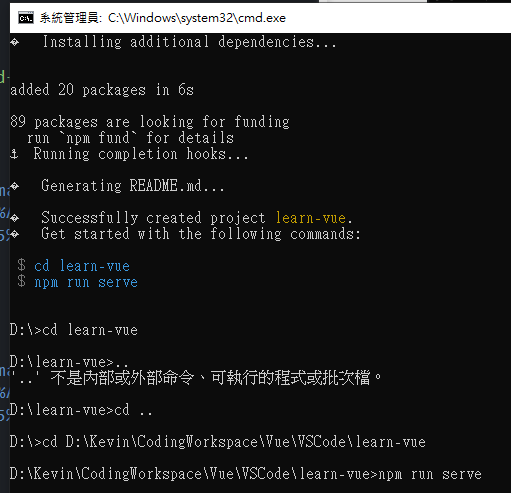 系統管理員: C:\Windows\system32\cmd.exe
� Installing additional dependencies...
added 20 packages in 6s
89 packages are looking for funding
run `npm fund` for details
⚓ Running completion hooks...
� Generating README.md...
� Successfully created project learn-vue.
� Get started with the following commands:
$ cd learn-vue
$ npm run serve
D:\>cd learn-vue
D:\learn-vue>..
'..' 不是內部或外部命令、可執行的程式或批次檔。
D:\learn-vue>cd ..
D:\>cd D:\Kevin\CodingWorkspace\Vue\VSCode\learn-vue
D:\Kevin\CodingWorkspace\Vue\VSCode\learn-vue>npm run serve